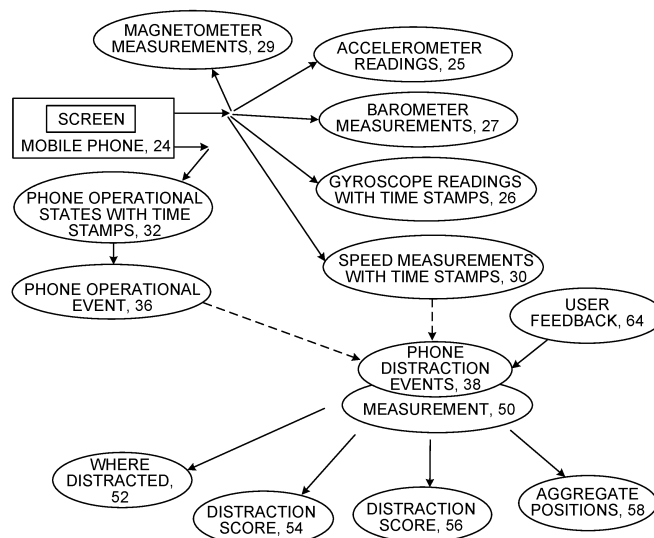 MAGNETOMETER
MEASUREMENTS, 29
ACCELEROMETER
READINGS, 25
SCREEN
MOBILE PHONE, 24
BAROMETER
MEASUREMENTS, 27
GYROSCOPE READINGS
WITH TIME STAMPS, 26
PHONE OPERATIONAL
STATES WITH TIME
STAMPS, 32
SPEED MEASUREMENTS
WITH TIME STAMPS, 30
PHONE OPERATIONAL
EVENT, 36
USER
FEEDBACK, 64
PHONE
DISTRACTION
EVENTS, 38
MEASUREMENT, 50
WHERE
DISTRACTED,
52
DISTRACTION
SCORE, 54
DISTRACTION
SCORE, 56
AGGREGATE
POSITIONS, 58